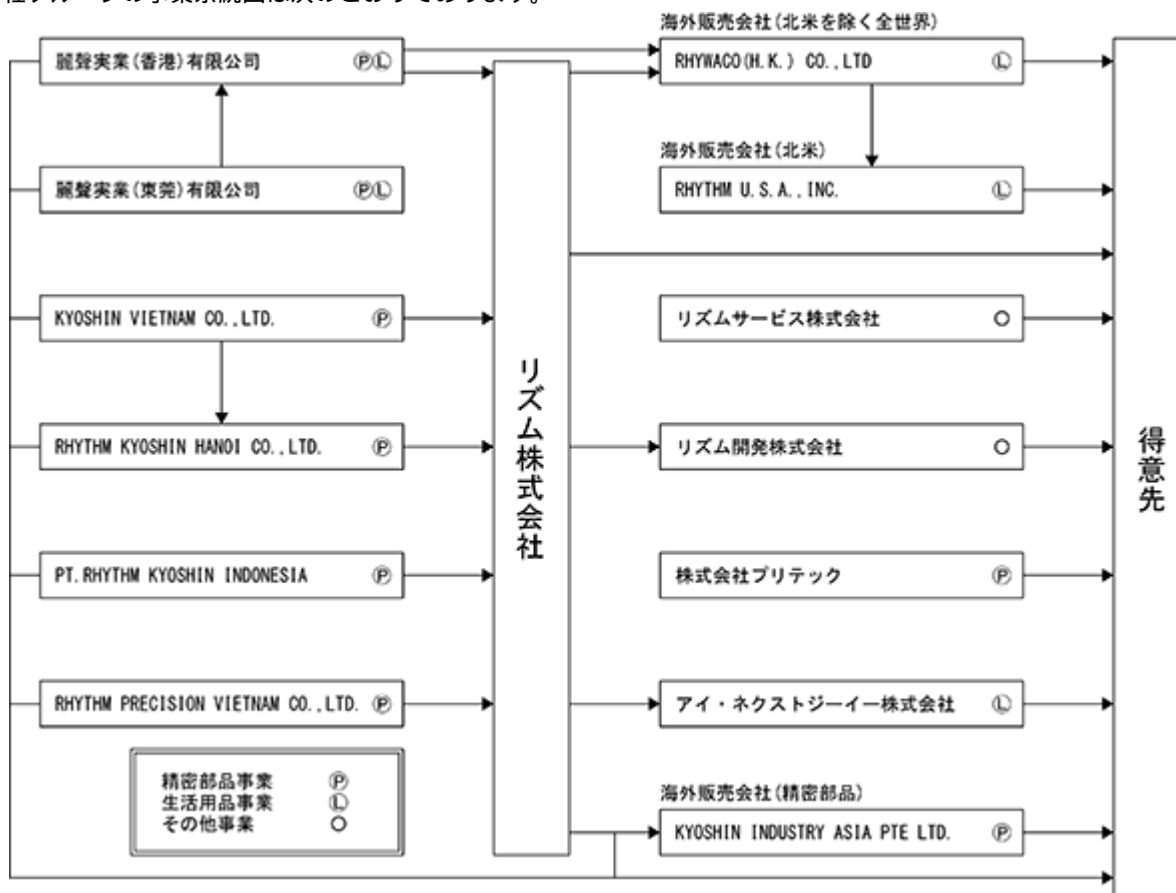 社グループの事業系統図は次のとおりであります。
海外販売会社(北米を除く全世界)
麗聲実業(香港)有限公司 ⓅⓁ
RHYWACO(H.K.) CO.,LTD Ⓛ
海外販売会社(北米)
麗聲実業(東莞)有限公司 ⓅⓁ
RHYTHM U.S.A.,INC. Ⓛ
KYOSHIN VIETNAM CO.,LTD. Ⓟ
リズムサービス株式会社 ○
リズム株式会社
RHYTHM KYOSHIN HANOI CO.,LTD. Ⓟ
リズム開発株式会社 ○
得意先
PT.RHYTHM KYOSHIN INDONESIA Ⓟ
株式会社プリテック Ⓟ
RHYTHM PRECISION VIETNAM CO.,LTD. Ⓟ
アイ・ネクストジーイー株式会社 Ⓛ
精密部品事業 Ⓟ
生活用品事業 Ⓛ
その他事業 ○
海外販売会社(精密部品)
KYOSHIN INDUSTRY ASIA PTE LTD. Ⓟ